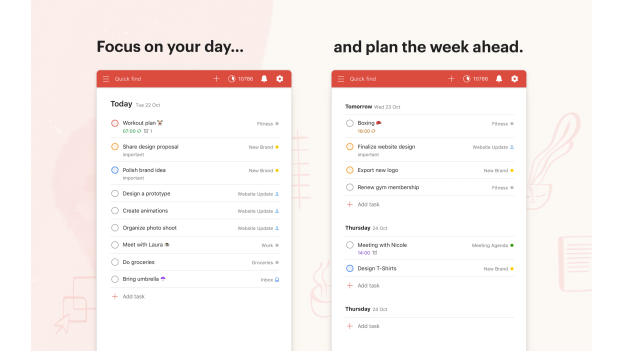 Focus on your day...
and plan the week ahead.
Quick find
10766
Today Tue 22 Oct
Workout plan
Fitness
07:00 1
Share design proposal
New Brand
important
Polish brand idea
New Brand
important
Design a prototype
Website Update
Create animations
Website Update
Organize photo shoot
Website Update
Meet with Laura
Work
Do groceries
Groceries
Bring umbrella
Inbox
+ Add task
Quick find
10766
Tomorrow Wed 23 Oct
Boxing
Fitness
16:00
Finalize website design
Website Update
important
Export new logo
New Brand
Renew gym membership
Fitness
+ Add task
Thursday 24 Oct
Meeting with Nicole
Meeting Agenda
14:00
Design T-Shirts
New Brand
+ Add task
Thursday 24 Oct
+ Add task